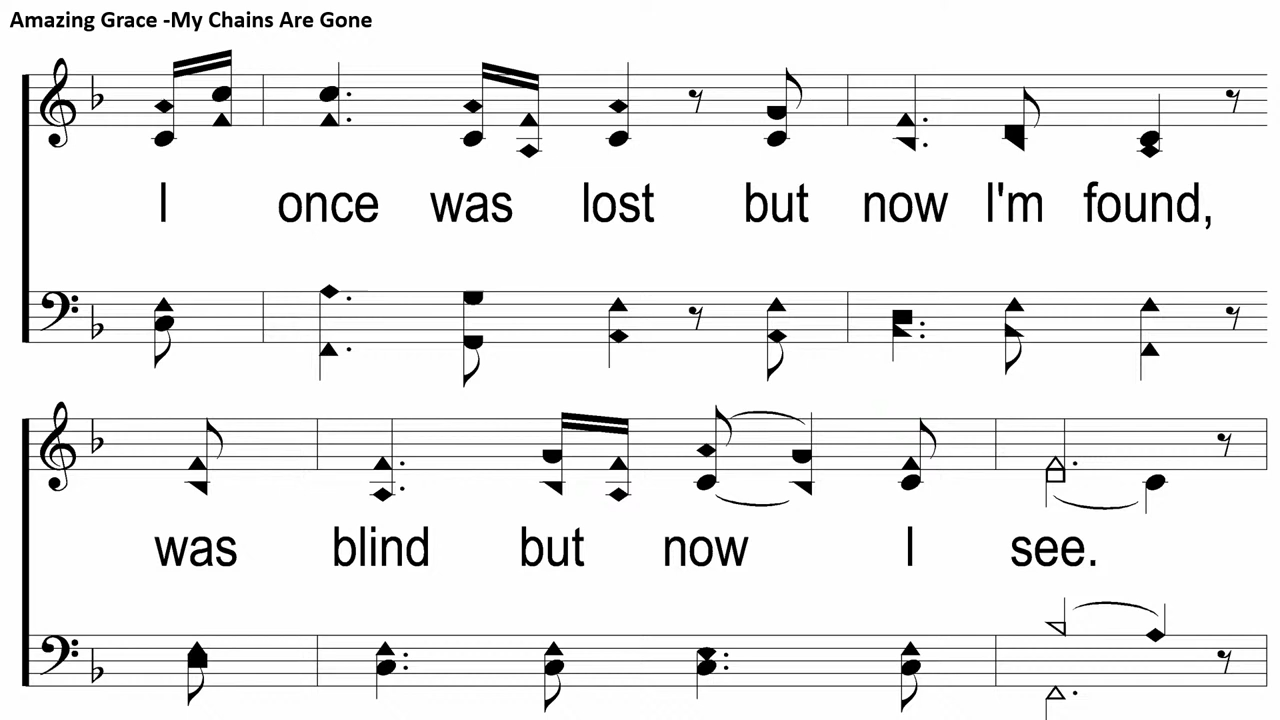 Amazing Grace -My Chains Are Gone
I once was lost but now I'm found,
was blind but now I see.